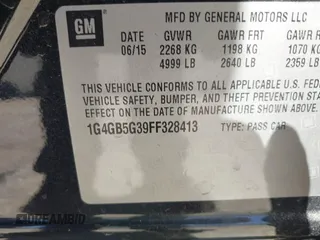 GM
MFD BY GENERAL MOTORS LLC
DATE GVWR GAWR FRT GAWR
06/15 2268 KG 1198 KG 1070
4999 LB 2640 LB 2359 LB
THIS VEHICLE CONFORMS TO ALL APPLICABLE U.S. FED
VEHICLE SAFETY, BUMPER, AND THEFT PREVENTION STA
EFFECT ON THE DATE OF MANUFACTURE SHOWN ABOVE.
1G4GB5G39FF328413 TYPE: PASS CAR
DREAMBID